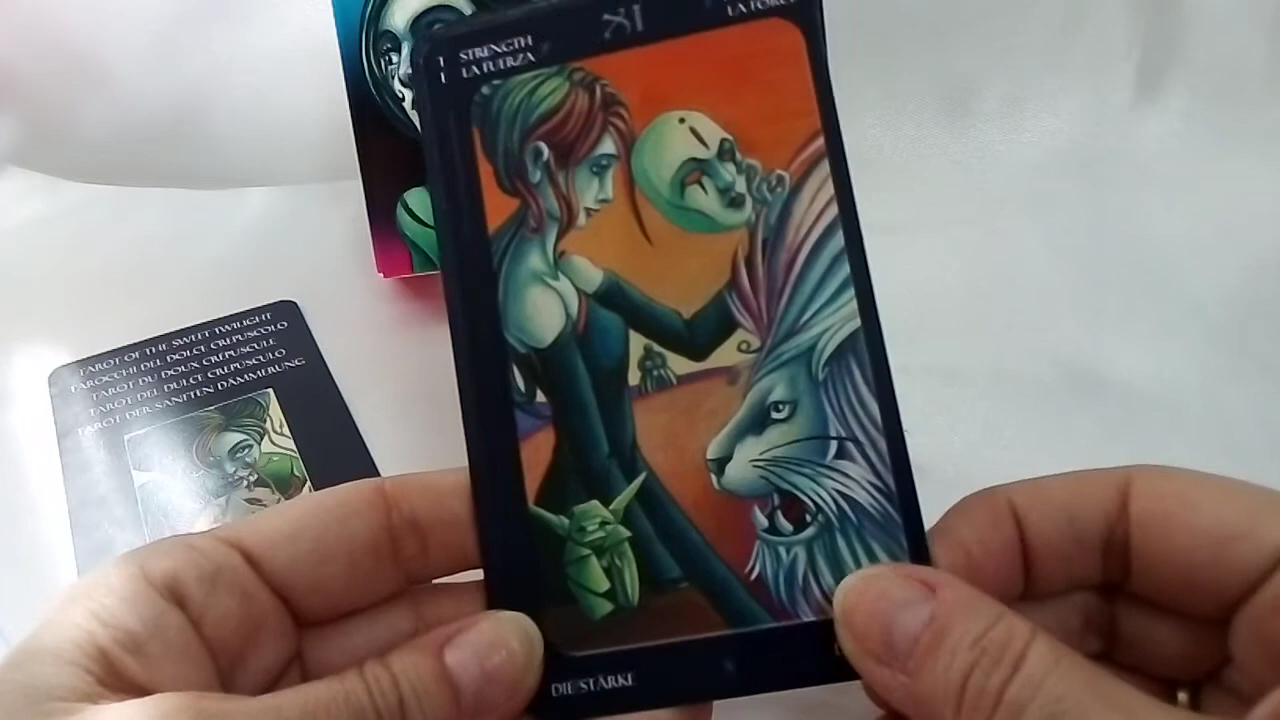 STRENGTH
LA FUERZA
XI
LA FORCE
DIE STÄRKE
TAROT OF THE SWEET TWILIGHT
TAROCCHI DEL DOLCE CREPUSCOLO
TAROT DU DOUX CRÉPUSCULE
TAROT DEL DULCE CREPÚSCULO
TAROT DER SANFTEN DÄMMERUNG